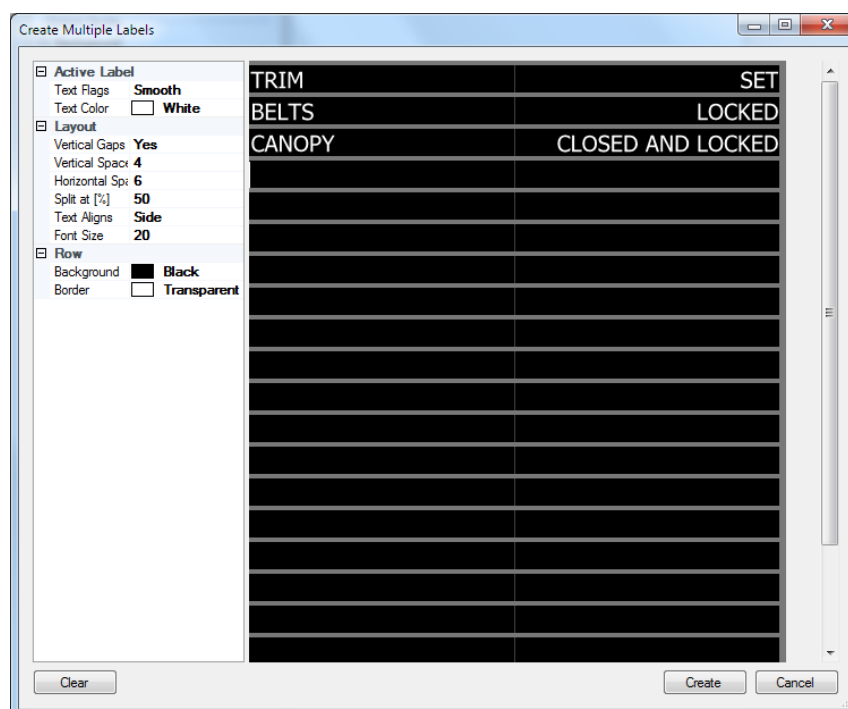 Create Multiple Labels
Active Label
Text Flags Smooth
Text Color White
Layout
Vertical Gaps Yes
Vertical Space 4
Horizontal Spa 6
Split at [%] 50
Text Aligns Side
Font Size 20
Row
Background Black
Border Transparent
TRIM SET
BELTS LOCKED
CANOPY CLOSED AND LOCKED
Clear
Create
Cancel